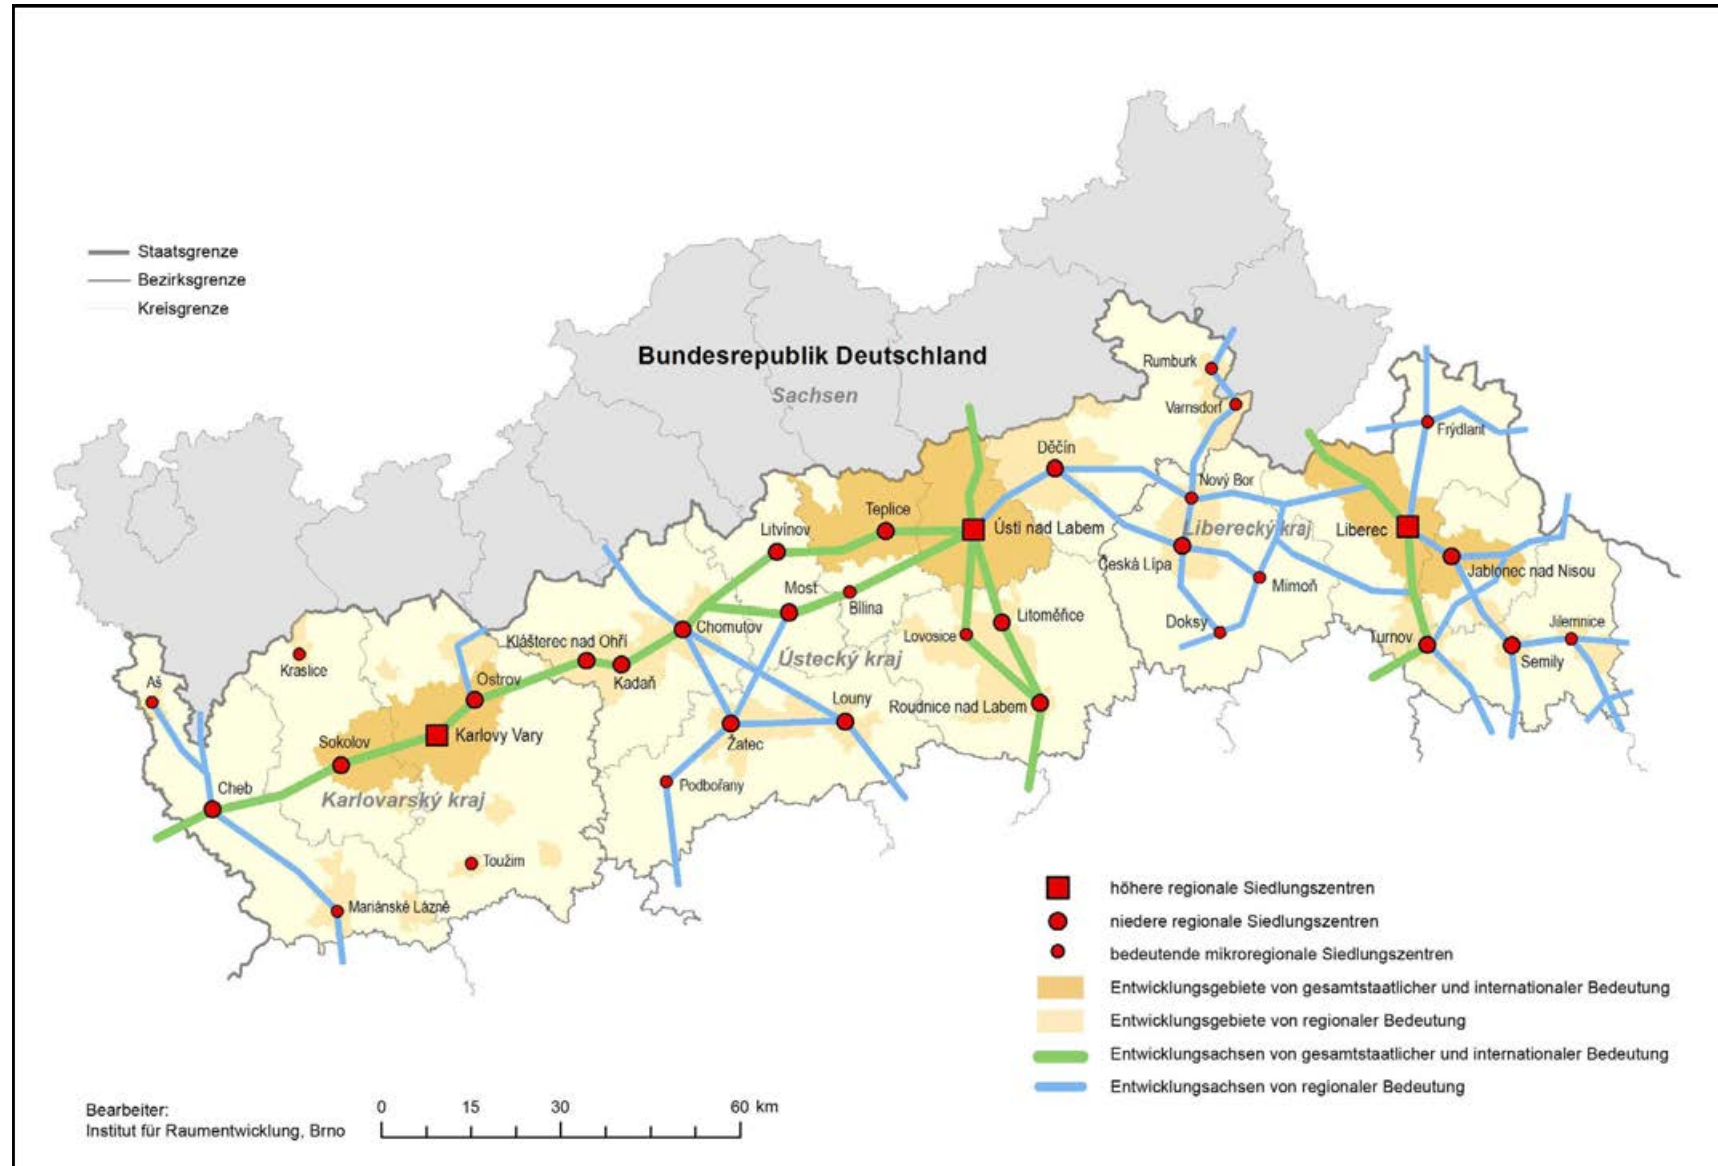 Staatsgrenze
Bezirksgrenze
Kreisgrenze
Bundesrepublik Deutschland
Sachsen
Rumburk
Varnsdorf
Frýdlant
Děčín
Nový Bor
Teplice
Ústí nad Labem
Liberecký kraj
Liberec
Litvínov
Česká Lípa
Jablonec nad Nisou
Most
Bílina
Mimoň
Chomutov
Litoměřice
Doksy
Jilemnice
Lovosice
Turnov
Klášterec nad Ohří
Semily
Kraslice
Ústecký kraj
Aš
Ostrov
Kadaň
Louny
Roudnice nad Labem
Karlovy Vary
Sokolov
Žatec
Cheb
Podbořany
Karlovarský kraj
Toužim
Mariánské Lázně
höhere regionale Siedlungszentren
niedere regionale Siedlungszentren
bedeutende mikroregionale Siedlungszentren
Entwicklungsgebiete von gesamtstaatlicher und internationaler Bedeutung
Entwicklungsgebiete von regionaler Bedeutung
Entwicklungsachsen von gesamtstaatlicher und internationaler Bedeutung
Entwicklungsachsen von regionaler Bedeutung
Bearbeiter:
Institut für Raumentwicklung, Brno
0 15 30 60 km